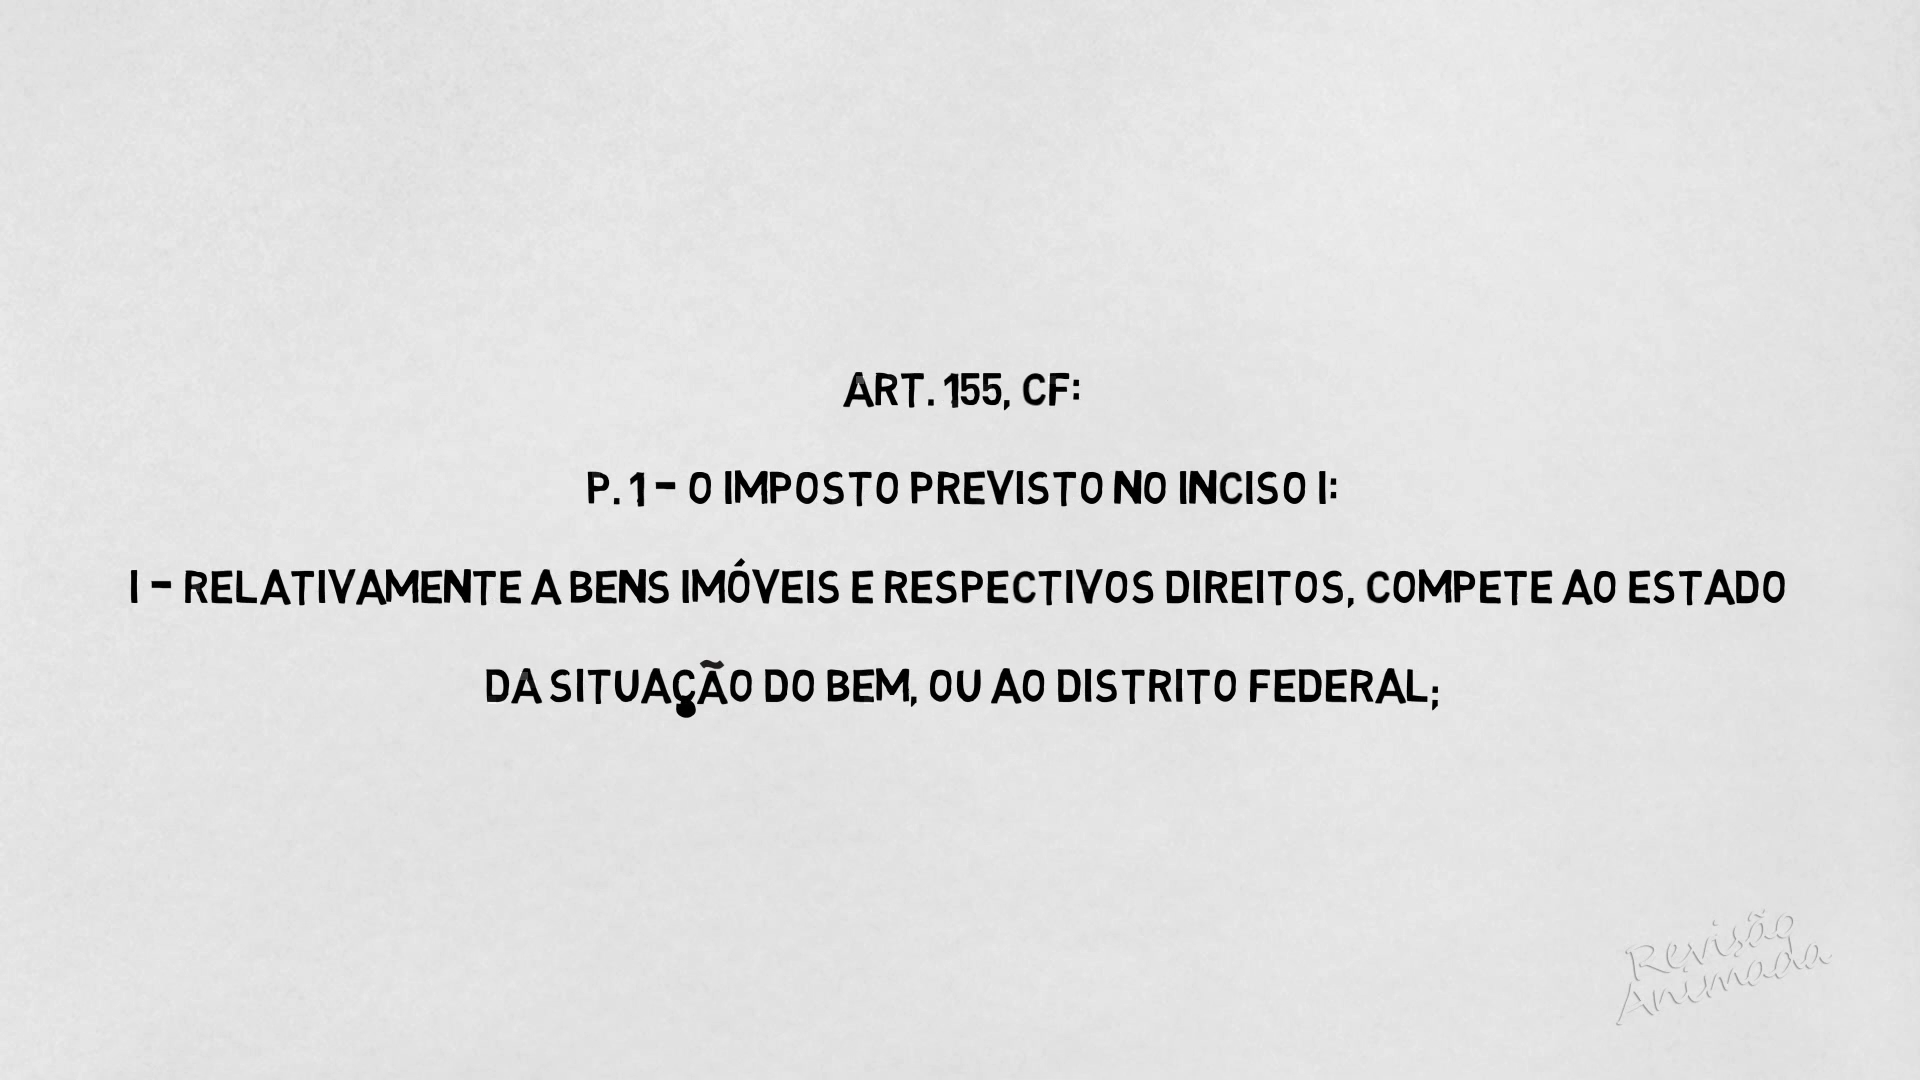 ART. 155, CF:
P. 1 - O IMPOSTO PREVISTO NO INCISO I:
I - RELATIVAMENTE A BENS IMÓVEIS E RESPECTIVOS DIREITOS, COMPETE AO ESTADO
DA SITUAÇÃO DO BEM, OU AO DISTRITO FEDERAL;
Revisão
Animada